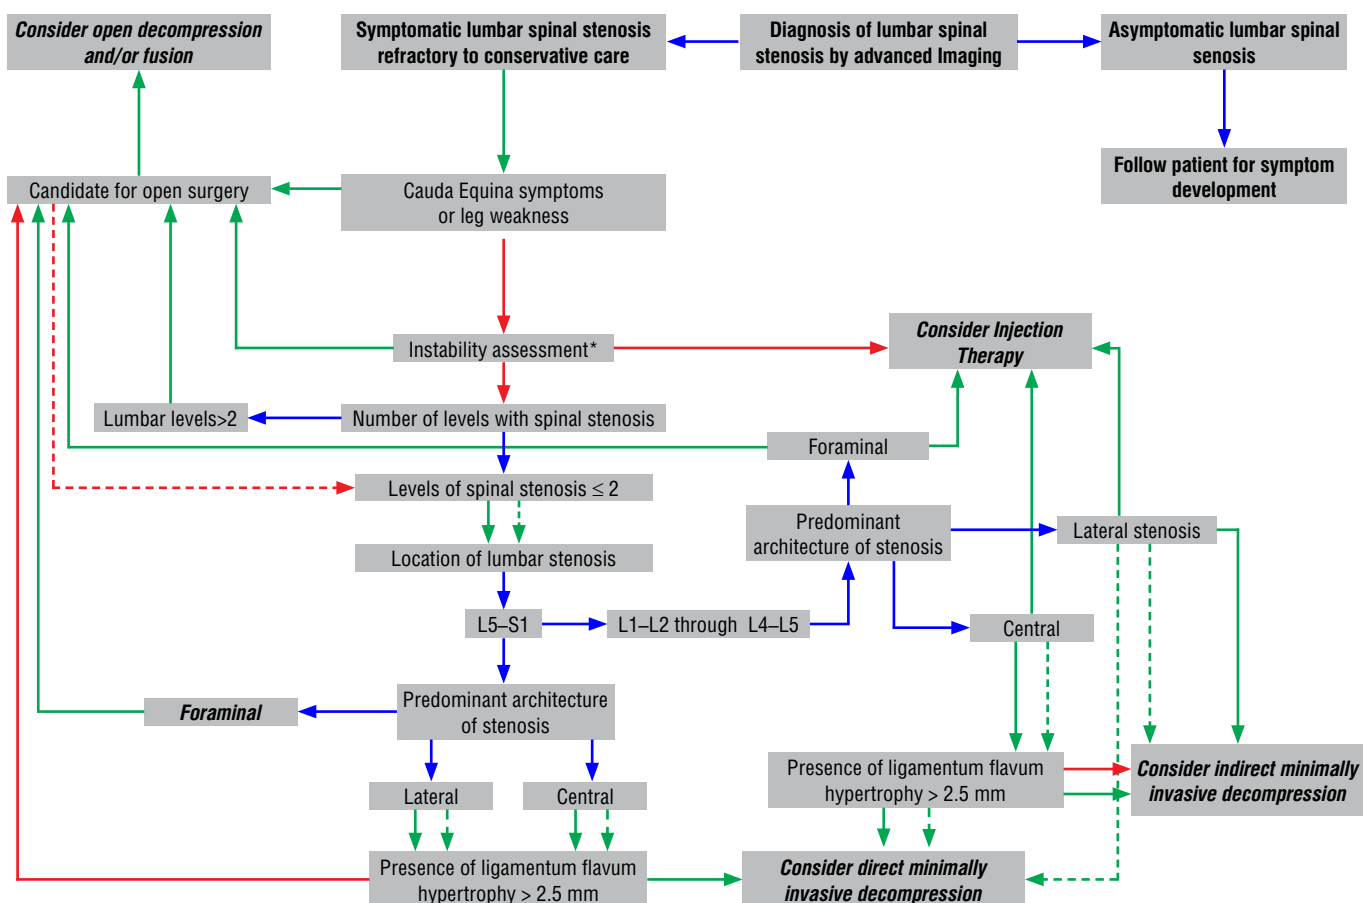 Consider open decompression
and/or fusion
Symptomatic lumbar spinal stenosis
refractory to conservative care
Diagnosis of lumbar spinal
stenosis by advanced Imaging
Asymptomatic lumbar spinal
senosis
Follow patient for symptom
development
Candidate for open surgery
Cauda Equina symptoms
or leg weakness
Instability assessment*
Consider Injection
Therapy
Lumbar levels>2
Number of levels with spinal stenosis
Foraminal
Levels of spinal stenosis ≤ 2
Predominant
architecture of stenosis
Lateral stenosis
Location of lumbar stenosis
L5–S1
L1–L2 through L4–L5
Central
Foraminal
Predominant architecture
of stenosis
Presence of ligamentum flavum
hypertrophy > 2.5 mm
Consider indirect minimally
invasive decompression
Lateral
Central
Presence of ligamentum flavum
hypertrophy > 2.5 mm
Consider direct minimally
invasive decompression